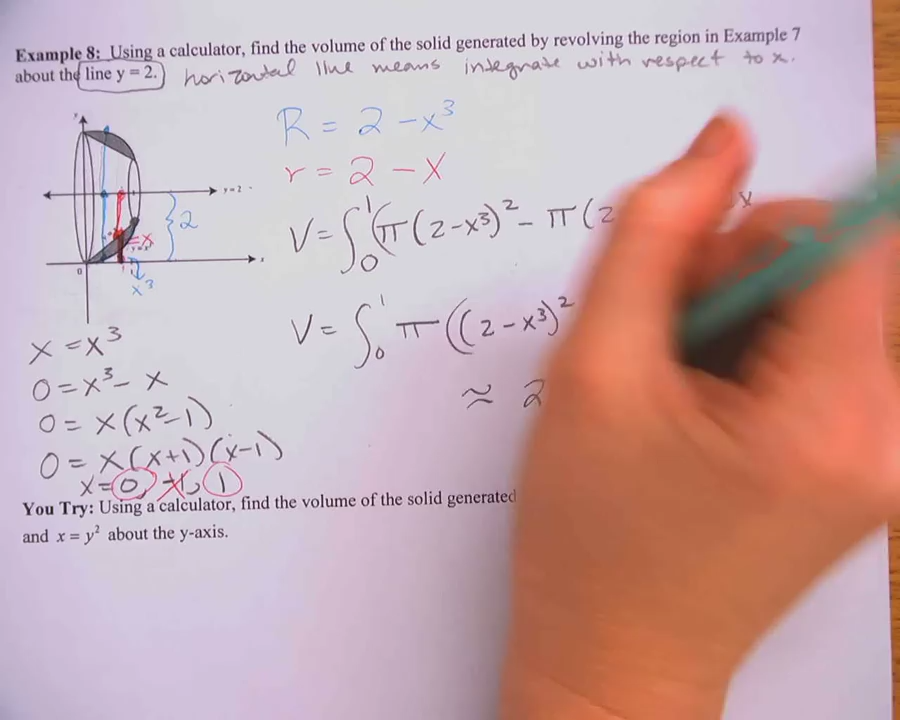 Example 8: Using a calculator, find the volume of the solid generated by revolving the region in Example 7
about the line y = 2. horizontal line means integrate with respect to x.
R = 2 - x³
r = 2 - x
y
y = 2
2
= x
x
0
x³
V = ∫₀¹ (π(2-x³)² - π(2 x
V = ∫₀¹ π((2-x³)²
≈ 2
x = x³
0 = x³ - x
0 = x(x²-1)
0 = x(x+1)(x-1)
x = 0, -1, 1
You Try: Using a calculator, find the volume of the solid generated
and x = y² about the y-axis.